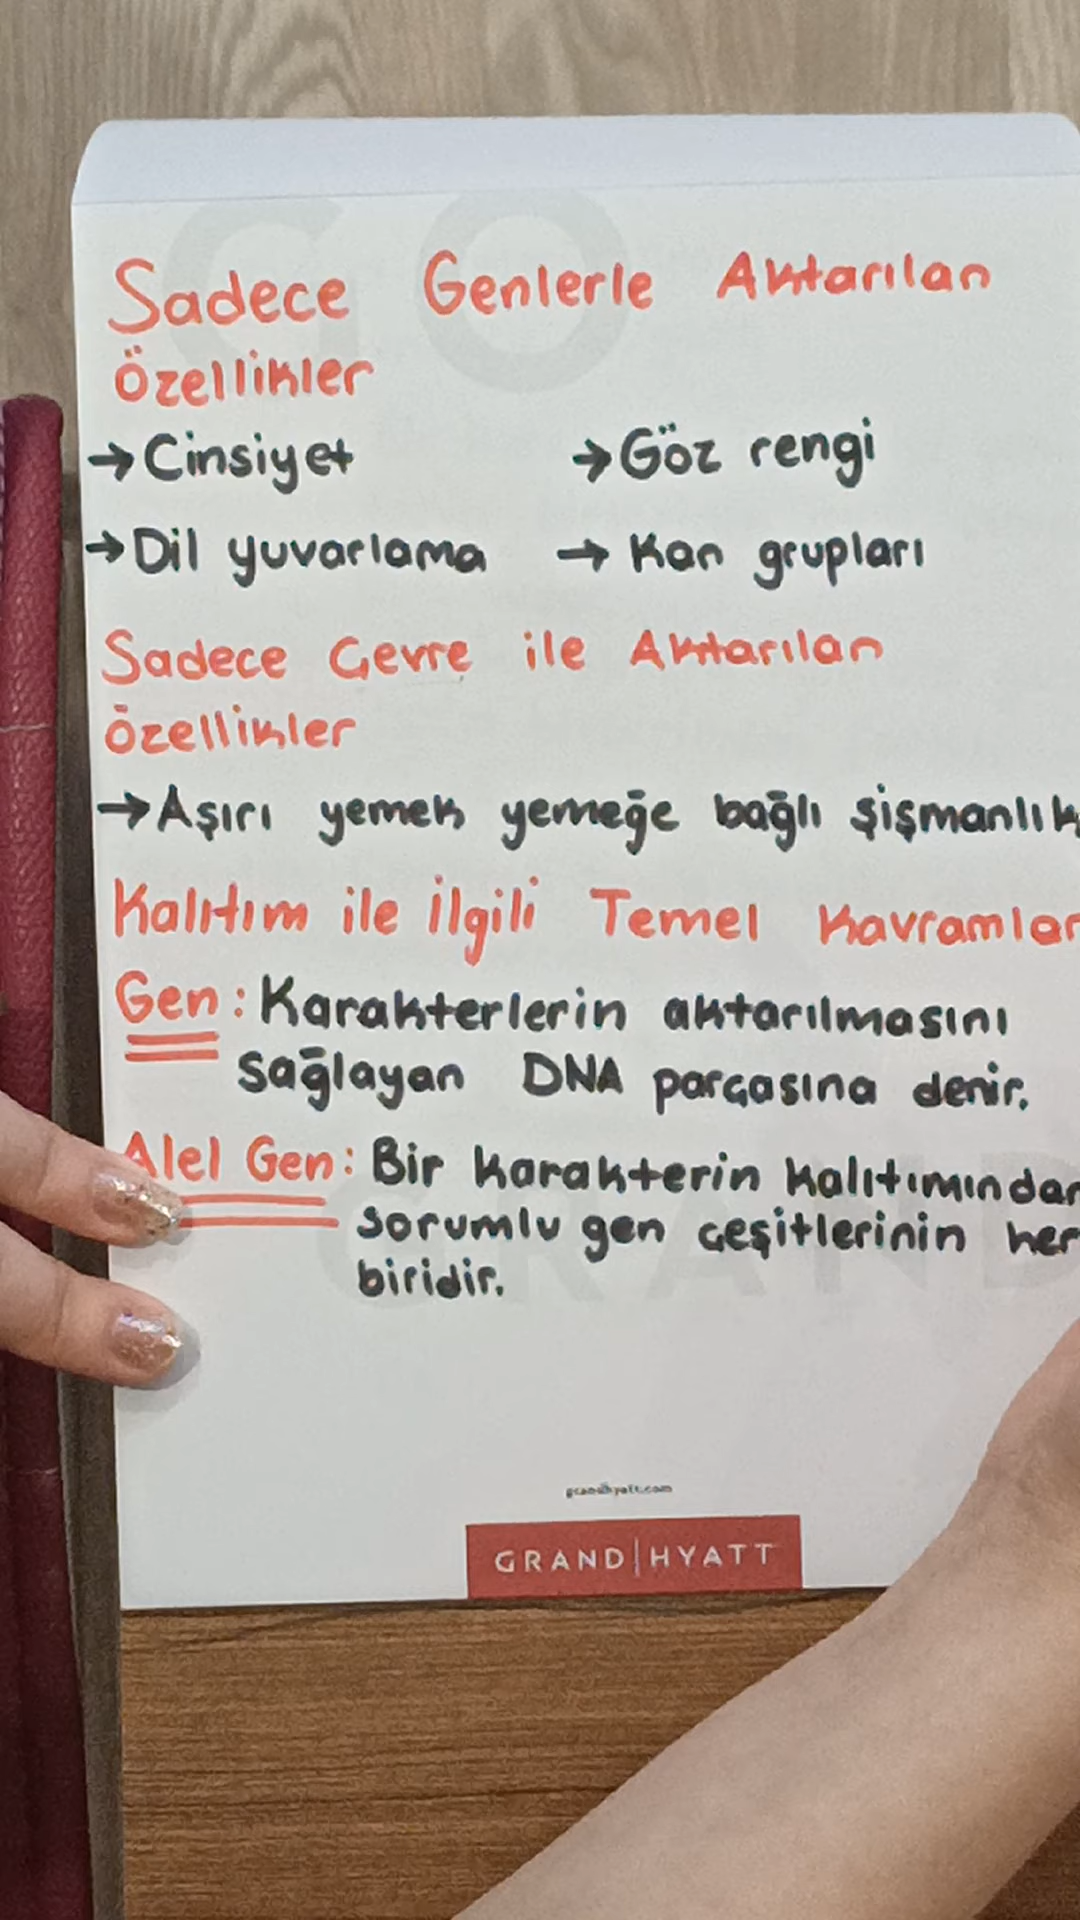 Sadece Genlerle Aktarılan
Özellikler
→ Cinsiyet → Göz rengi
→ Dil yuvarlama → Kan grupları
Sadece Çevre ile Aktarılan
özellikler
→ Aşırı yemek yemeğe bağlı şişmanlık
Kalıtım ile İlgili Temel Kavramlar
Gen: Karakterlerin aktarılmasını
sağlayan DNA parçasına denir.
Alel Gen: Bir karakterin kalıtımından
sorumlu gen çeşitlerinin her
biridir.
grandhyatt.com
GRAND | HYATT